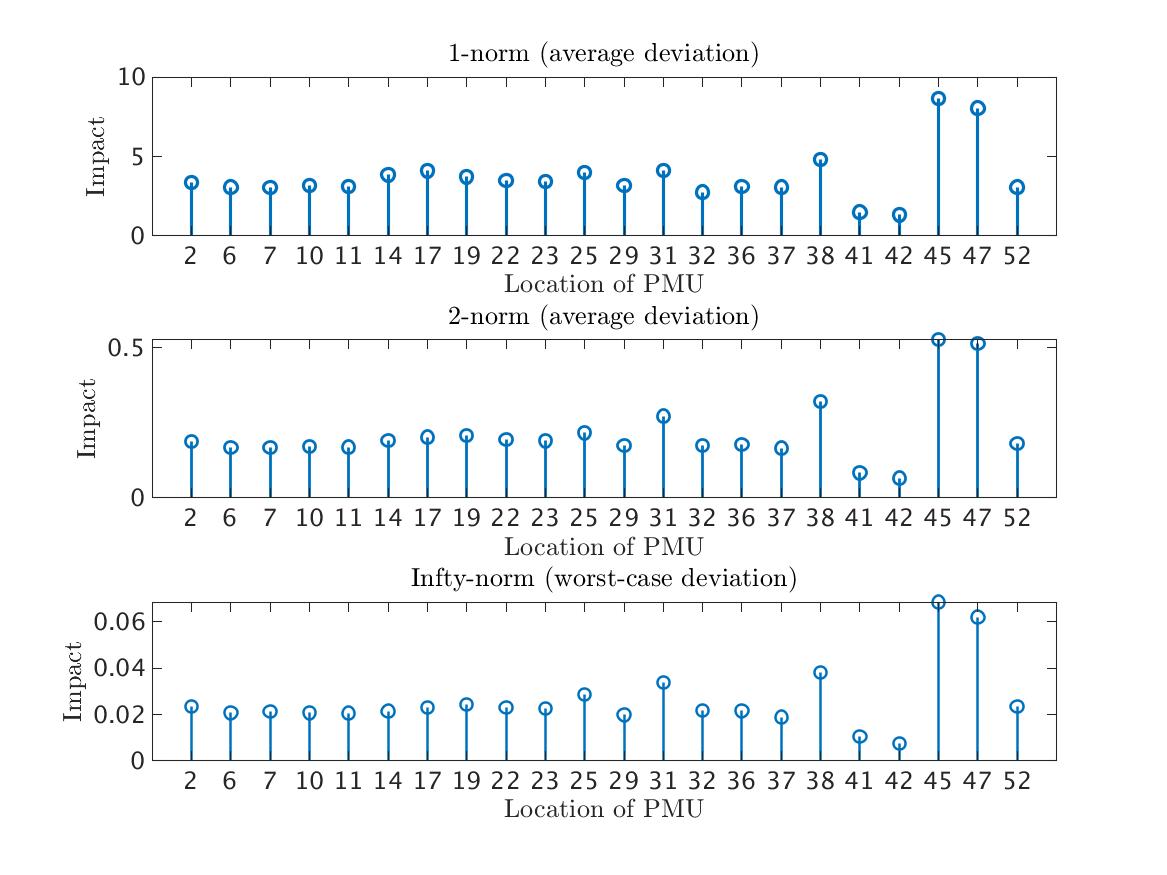 1-norm (average deviation)
10
5
0
Impact
2 6 7 10 11 14 17 19 22 23 25 29 31 32 36 37 38 41 42 45 47 52
Location of PMU
2-norm (average deviation)
0.5
0
Impact
2 6 7 10 11 14 17 19 22 23 25 29 31 32 36 37 38 41 42 45 47 52
Location of PMU
Infty-norm (worst-case deviation)
0.06
0.04
0.02
0
Impact
2 6 7 10 11 14 17 19 22 23 25 29 31 32 36 37 38 41 42 45 47 52
Location of PMU